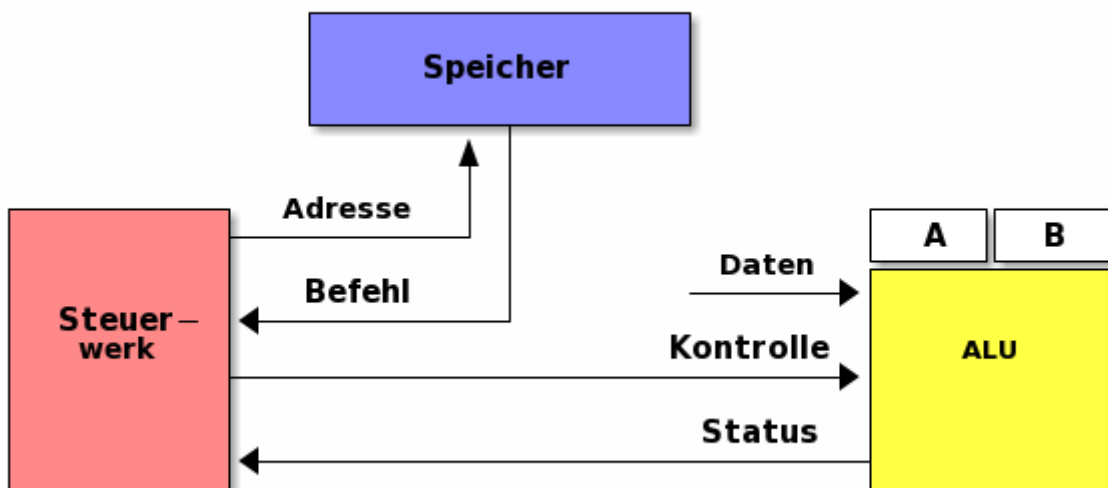 Speicher
Adresse
A
B
Daten
Befehl
Steuer–
werk
Kontrolle
ALU
Status